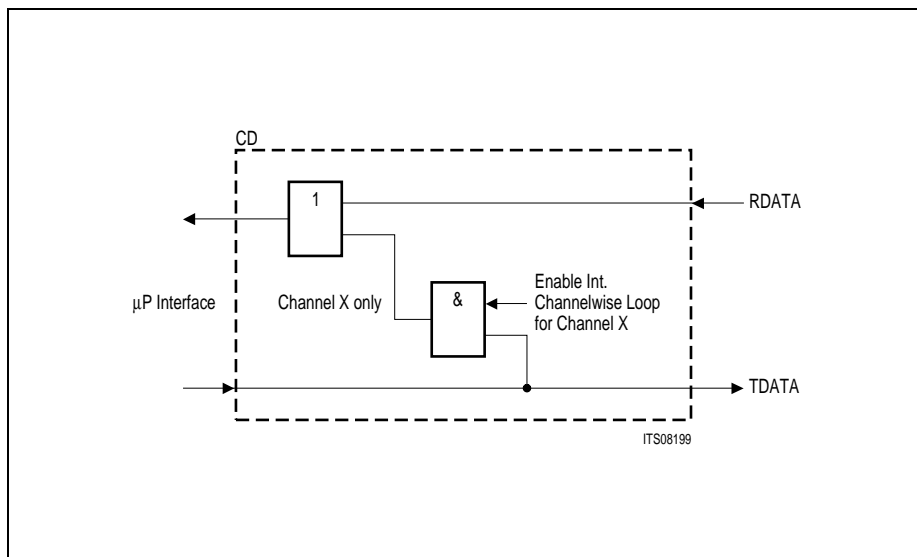 CD
1
RDATA
µP Interface
Channel X only
&
Enable Int.
Channelwise Loop
for Channel X
TDATA
ITS08199